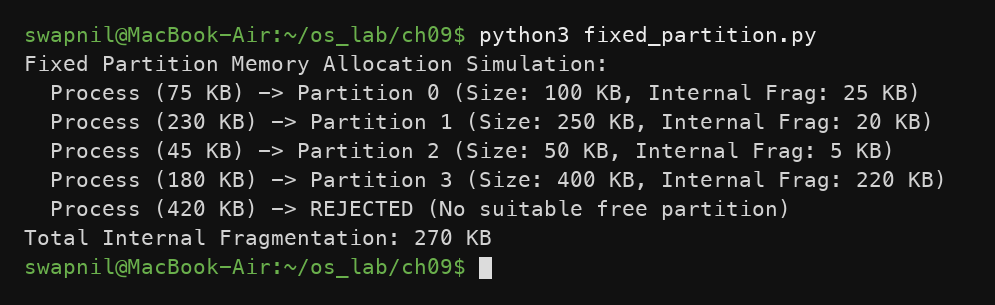 swapnil@MacBook-Air:~/os_lab/ch09$ python3 fixed_partition.py
Fixed Partition Memory Allocation Simulation:
  Process (75 KB) -> Partition 0 (Size: 100 KB, Internal Frag: 25 KB)
  Process (230 KB) -> Partition 1 (Size: 250 KB, Internal Frag: 20 KB)
  Process (45 KB) -> Partition 2 (Size: 50 KB, Internal Frag: 5 KB)
  Process (180 KB) -> Partition 3 (Size: 400 KB, Internal Frag: 220 KB)
  Process (420 KB) -> REJECTED (No suitable free partition)
Total Internal Fragmentation: 270 KB
swapnil@MacBook-Air:~/os_lab/ch09$